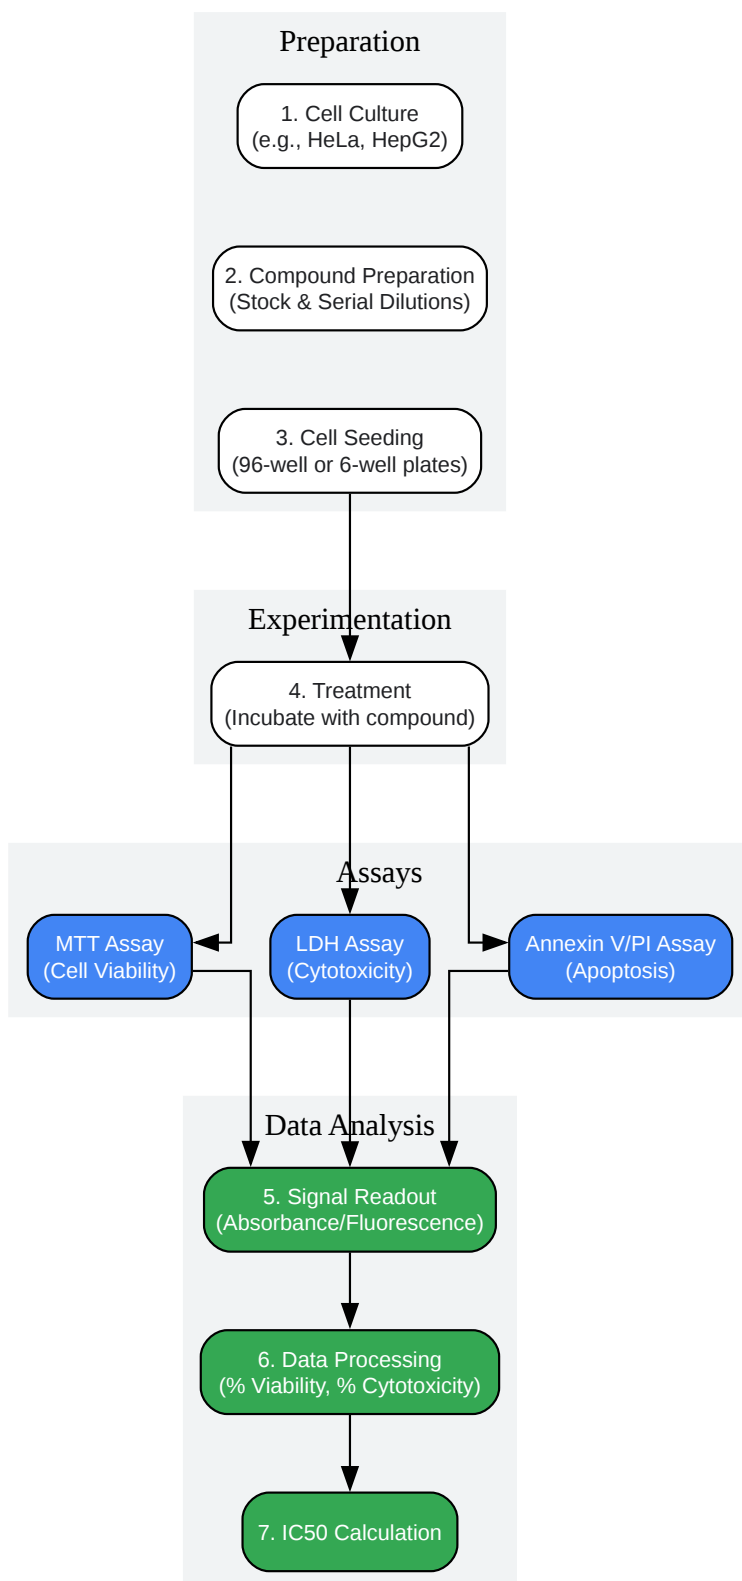 Preparation
1. Cell Culture
(e.g., HeLa, HepG2)
2. Compound Preparation
(Stock & Serial Dilutions)
3. Cell Seeding
(96-well or 6-well plates)
Experimentation
4. Treatment
(Incubate with compound)
Assays
MTT Assay
(Cell Viability)
LDH Assay
(Cytotoxicity)
Annexin V/PI Assay
(Apoptosis)
Data Analysis
5. Signal Readout
(Absorbance/Fluorescence)
6. Data Processing
(% Viability, % Cytotoxicity)
7. IC50 Calculation